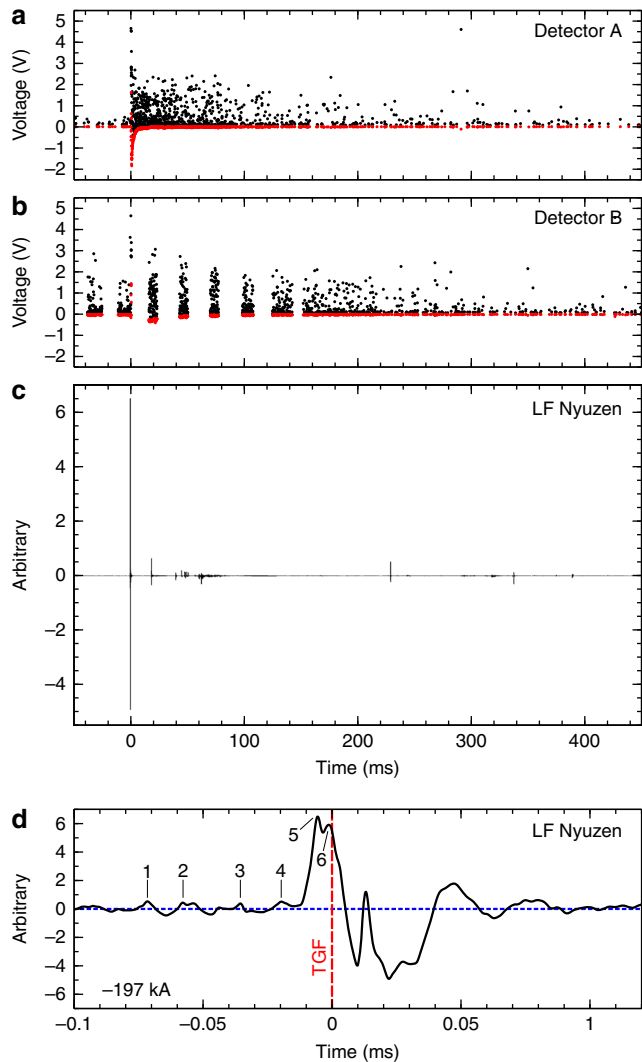 a
Detector A
Voltage (V)
5
4
3
2
1
0
−1
−2
b
Detector B
Voltage (V)
5
4
3
2
1
0
−1
−2
c
LF Nyuzen
Arbitrary
6
4
2
0
−2
−4
0 100 200 300 400
Time (ms)
d
LF Nyuzen
Arbitrary
6
4
2
0
−2
−4
−6
1 2 3 4 5 6
TGF
−197 kA
−0.1 −0.05 0 0.05 0.1
Time (ms)